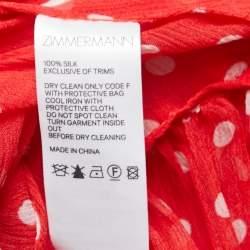 ZIMMERMANN
100% SILK
EXCLUSIVE OF TRIMS
DRY CLEAN ONLY CODE F
WITH PROTECTIVE BAG
COOL IRON WITH
PROTECTIVE CLOTH
DO NOT SPOT CLEAN
TURN GARMENT INSIDE OUT
BEFORE DRY CLEANING
F
MADE IN CHINA